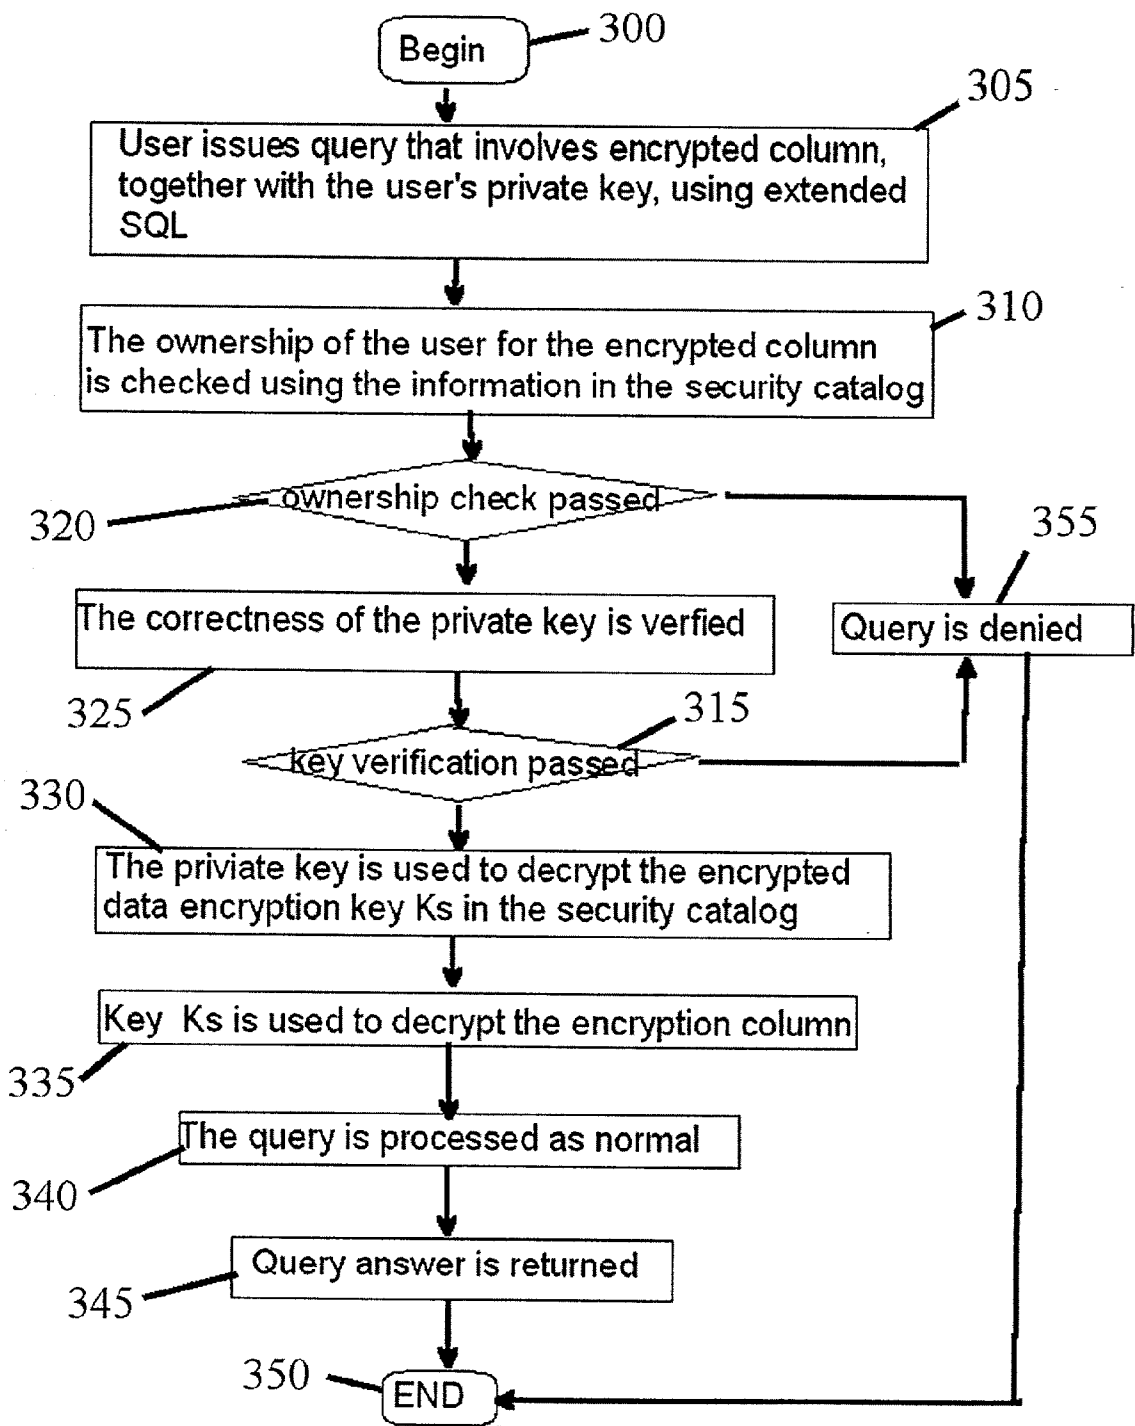 Begin
300
305
User issues query that involves encrypted column,
together with the user's private key, using extended
SQL
310
The ownership of the user for the encrypted column
is checked using the information in the security catalog
ownership check passed
320
355
The correctness of the private key is verfied
Query is denied
325
315
key verification passed
330
The priviate key is used to decrypt the encrypted
data encryption key Ks in the security catalog
Key Ks is used to decrypt the encryption column
335
The query is processed as normal
340
Query answer is returned
345
350
END